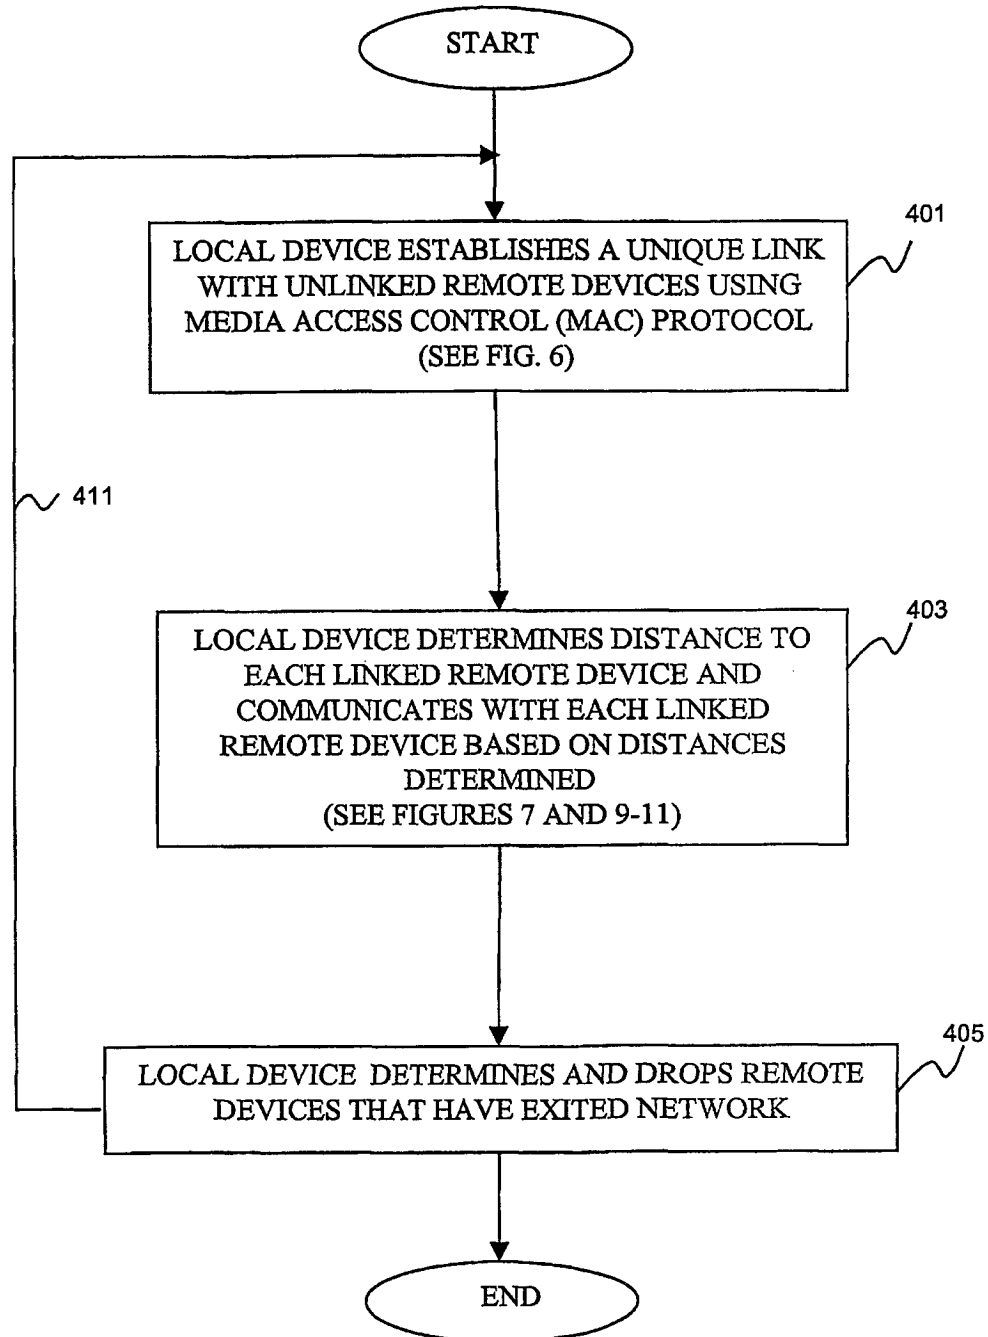 START
401
LOCAL DEVICE ESTABLISHES A UNIQUE LINK
WITH UNLINKED REMOTE DEVICES USING
MEDIA ACCESS CONTROL (MAC) PROTOCOL
(SEE FIG. 6)
411
403
LOCAL DEVICE DETERMINES DISTANCE TO
EACH LINKED REMOTE DEVICE AND
COMMUNICATES WITH EACH LINKED
REMOTE DEVICE BASED ON DISTANCES
DETERMINED
(SEE FIGURES 7 AND 9-11)
405
LOCAL DEVICE DETERMINES AND DROPS REMOTE
DEVICES THAT HAVE EXITED NETWORK
END